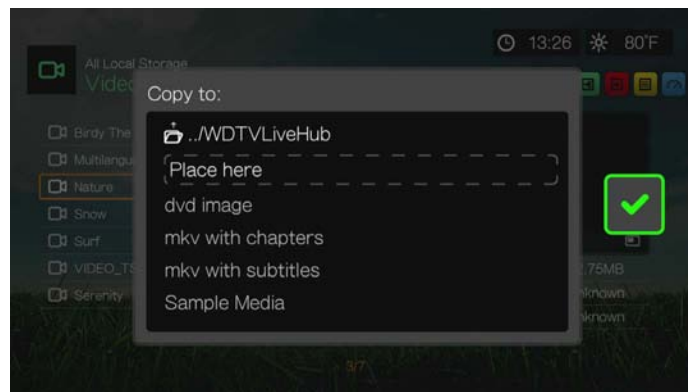 13:26 80°F
All Local Storage
Video
Copy to:
../WDTVLiveHub
Place here
dvd image
mkv with chapters
mkv with subtitles
Sample Media
Birdy The
Multilangu
Nature
Snow
Surf
VIDEO_TS
Serenity
.75MB
known
known
3/7